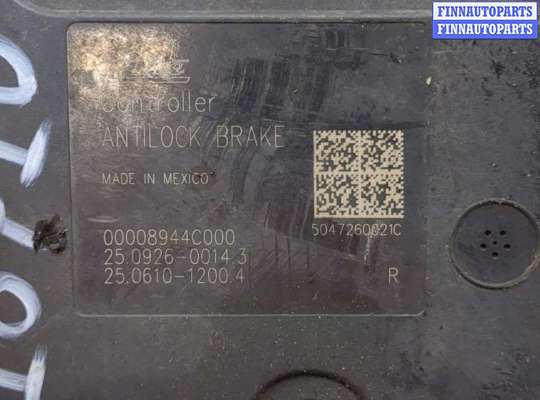 FINNAUTOPARTS
FINNAUTOPARTS
Controller
ANTILOCK BRAKE
MADE IN MEXICO
5047260021C
00008944C000
25.0926-0014.3
25.0610-1200.4
R